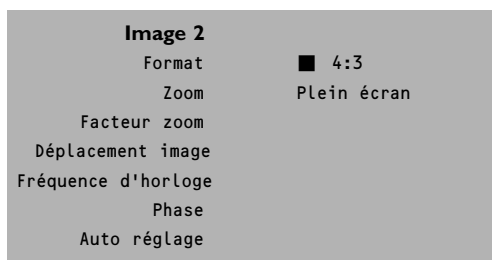 Image 2
Format 4:3
Zoom Plein écran
Facteur zoom
Déplacement image
Fréquence d'horloge
Phase
Auto réglage